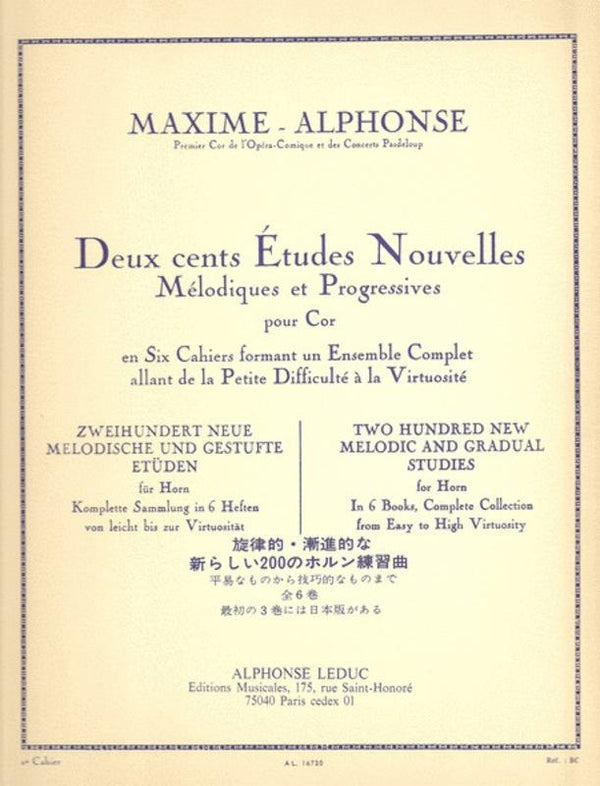 MAXIME - ALPHONSE
Premier Cor de l'Opéra-Comique et des Concerts Pasdeloup
Deux cents Études Nouvelles
Mélodiques et Progressives
pour Cor
en Six Cahiers formant un Ensemble Complet
allant de la Petite Difficulté à la Virtuosité
ZWEIHUNDERT NEUE
MELODISCHE UND GESTUFTE
ETÜDEN
für Horn
Komplette Sammlung in 6 Heften
von leicht bis zur Virtuosität
TWO HUNDRED NEW
MELODIC AND GRADUAL
STUDIES
for Horn
In 6 Books, Complete Collection
from Easy to High Virtuosity
旋律的・漸進的な
新らしい200のホルン練習曲
平易なものから技巧的なものまで
全6巻
最初の3巻には日本版がある
ALPHONSE LEDUC
Editions Musicales, 175, rue Saint-Honoré
75040 Paris cedex 01
Cahier
A L. 16720
Réf. : BC